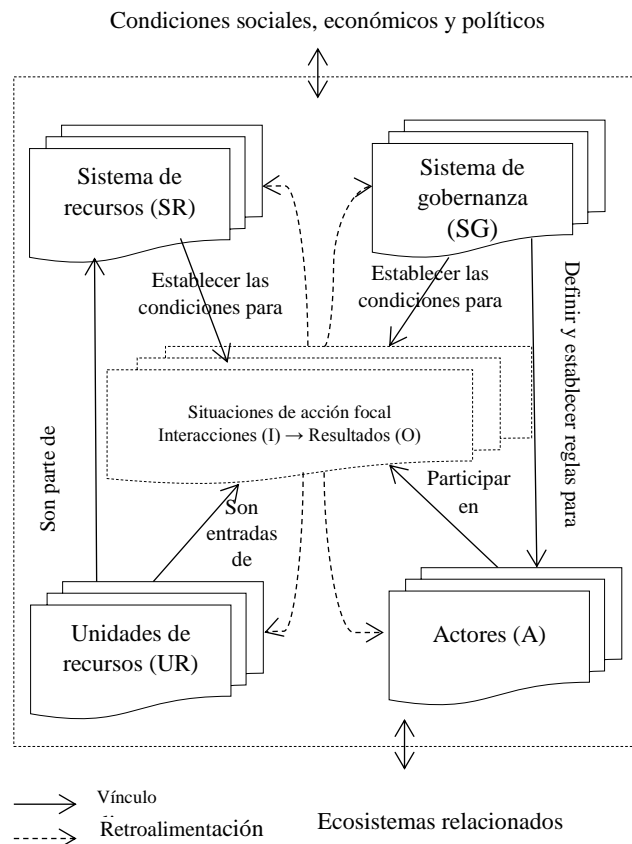 Condiciones sociales, económicos y políticos
Sistema de
recursos (SR)
Sistema de
gobernanza
(SG)
Establecer las
condiciones para
Establecer las
condiciones para
Definir y establecer reglas para
Situaciones de acción focal
Interacciones (I) → Resultados (O)
Son parte de
Son
entradas
de
Participar
en
Unidades de
recursos (UR)
Actores (A)
Vínculo
Retroalimentación
Ecosistemas relacionados